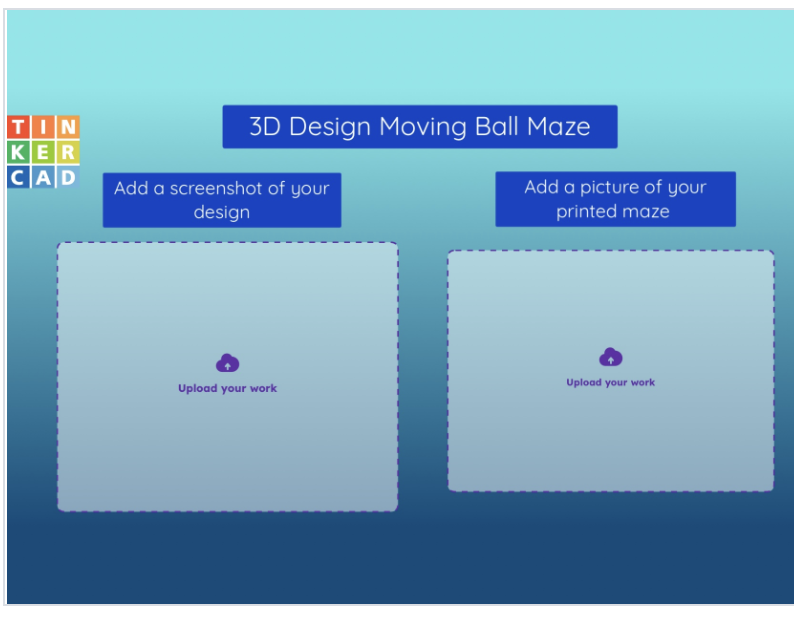 3D Design Moving Ball Maze
TIN
KER
CAD
Add a screenshot of your
design
Add a picture of your
printed maze
Upload your work
Upload your work